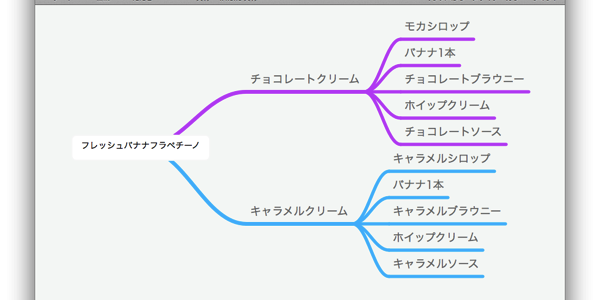 モカシロップ
バナナ1本
チョコレートクリーム
チョコレートブラウニー
ホイップクリーム
チョコレートソース
フレッシュバナナフラペチーノ
キャラメルシロップ
バナナ1本
キャラメルクリーム
キャラメルブラウニー
ホイップクリーム
キャラメルソース